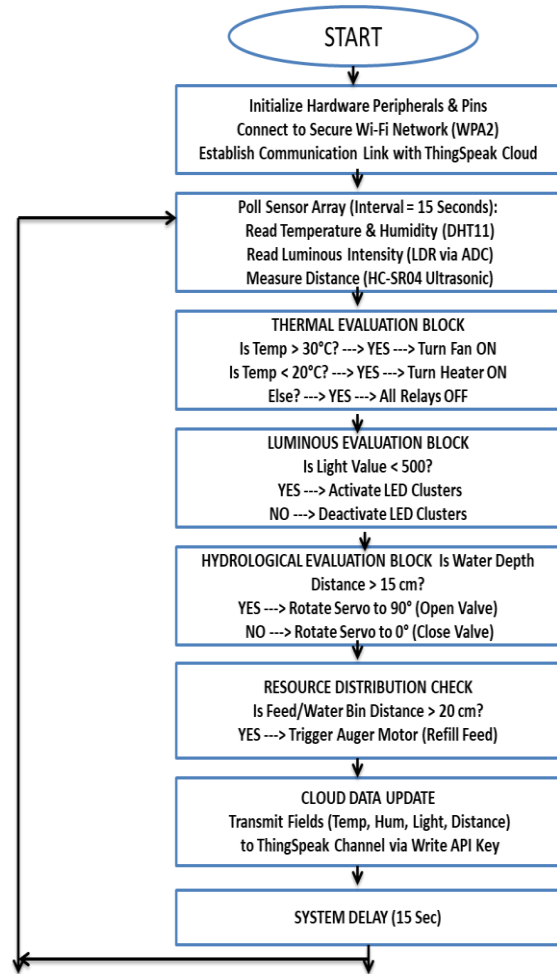 START
Initialize Hardware Peripherals & Pins
Connect to Secure Wi-Fi Network (WPA2)
Establish Communication Link with ThingSpeak Cloud
Poll Sensor Array (Interval = 15 Seconds):
Read Temperature & Humidity (DHT11)
Read Luminous Intensity (LDR via ADC)
Measure Distance (HC-SR04 Ultrasonic)
THERMAL EVALUATION BLOCK
Is Temp > 30°C? ---> YES ---> Turn Fan ON
Is Temp < 20°C? ---> YES ---> Turn Heater ON
Else? ---> YES ---> All Relays OFF
LUMINOUS EVALUATION BLOCK
Is Light Value < 500?
YES ---> Activate LED Clusters
NO ---> Deactivate LED Clusters
HYDROLOGICAL EVALUATION BLOCK Is Water Depth
Distance > 15 cm?
YES ---> Rotate Servo to 90° (Open Valve)
NO ---> Rotate Servo to 0° (Close Valve)
RESOURCE DISTRIBUTION CHECK
Is Feed/Water Bin Distance > 20 cm?
YES ---> Trigger Auger Motor (Refill Feed)
CLOUD DATA UPDATE
Transmit Fields (Temp, Hum, Light, Distance)
to ThingSpeak Channel via Write API Key
SYSTEM DELAY (15 Sec)